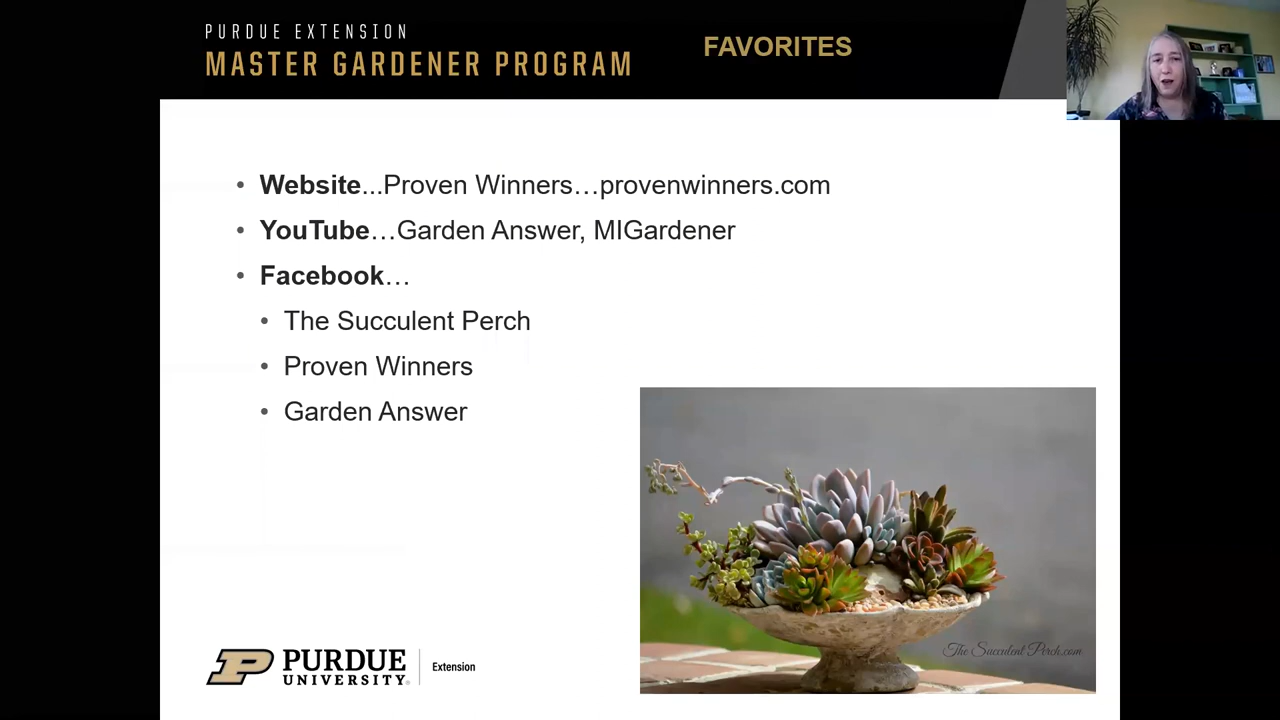 PURDUE EXTENSION
MASTER GARDENER PROGRAM
FAVORITES
• Website...Proven Winners…provenwinners.com
• YouTube…Garden Answer, MIGardener
• Facebook…
• The Succulent Perch
• Proven Winners
• Garden Answer
The Succulent Perch.com
P PURDUE UNIVERSITY® Extension